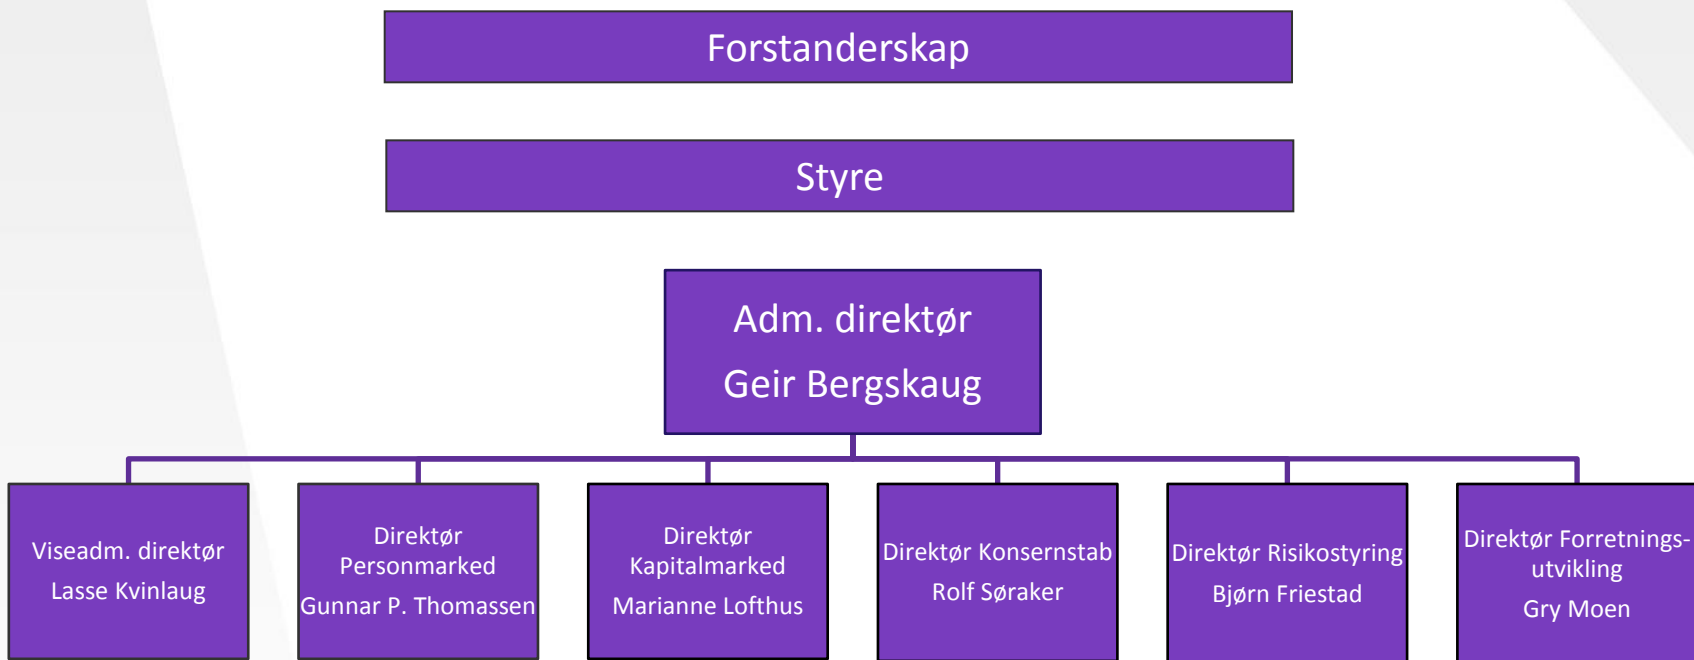 Forstanderskap
Styre
Adm. direktør
Geir Bergskaug
Viseadm. direktør
Lasse Kvinlaug
Direktør
Personmarked
Gunnar P. Thomassen
Direktør
Kapitalmarked
Marianne Lofthus
Direktør Konsernstab
Rolf Søraker
Direktør Risikostyring
Bjørn Friestad
Direktør Forretnings-
utvikling
Gry Moen